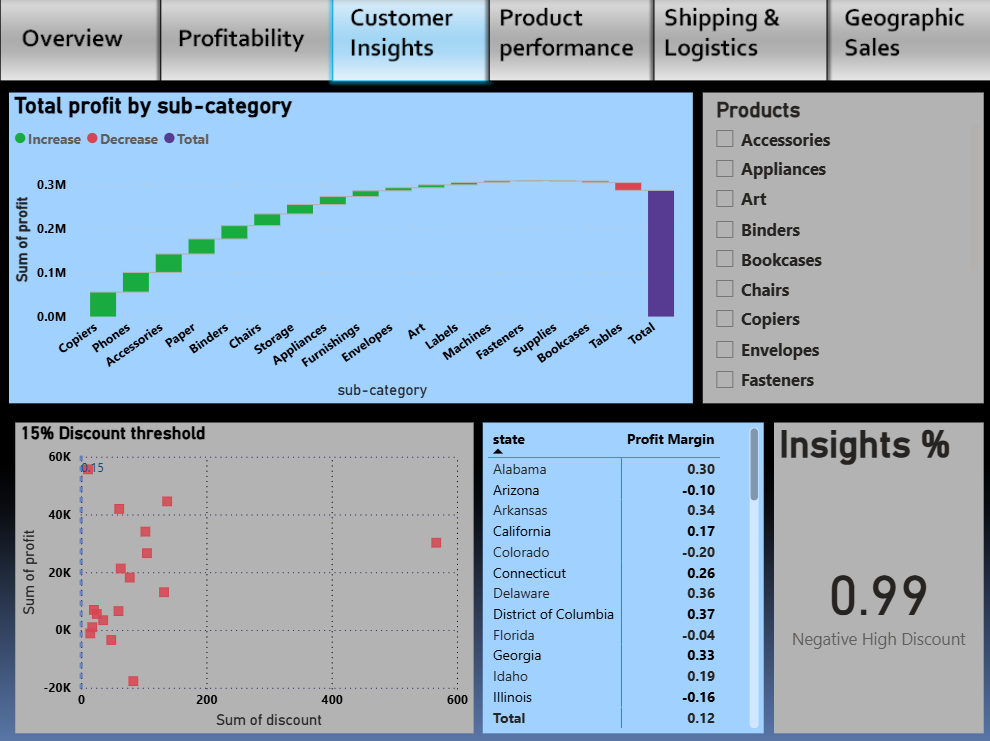 Overview
Profitability
Customer
Insights
Product
performance
Shipping &
Logistics
Geographic
Sales
Total profit by sub-category
Increase Decrease Total
Sum of profit
0.3M
0.2M
0.1M
0.0M
Copiers
Phones
Accessories
Paper
Binders
Chairs
Storage
Appliances
Furnishings
Envelopes
Art
Labels
Machines
Fasteners
Supplies
Bookcases
Tables
Total
sub-category
Products
Accessories
Appliances
Art
Binders
Bookcases
Chairs
Copiers
Envelopes
Fasteners
15% Discount threshold
Sum of profit
60K
0.15
40K
20K
0K
-20K
0 200 400 600
Sum of discount
state Profit Margin
Alabama 0.30
Arizona -0.10
Arkansas 0.34
California 0.17
Colorado -0.20
Connecticut 0.26
Delaware 0.36
District of Columbia 0.37
Florida -0.04
Georgia 0.33
Idaho 0.19
Illinois -0.16
Total 0.12
Insights %
0.99
Negative High Discount